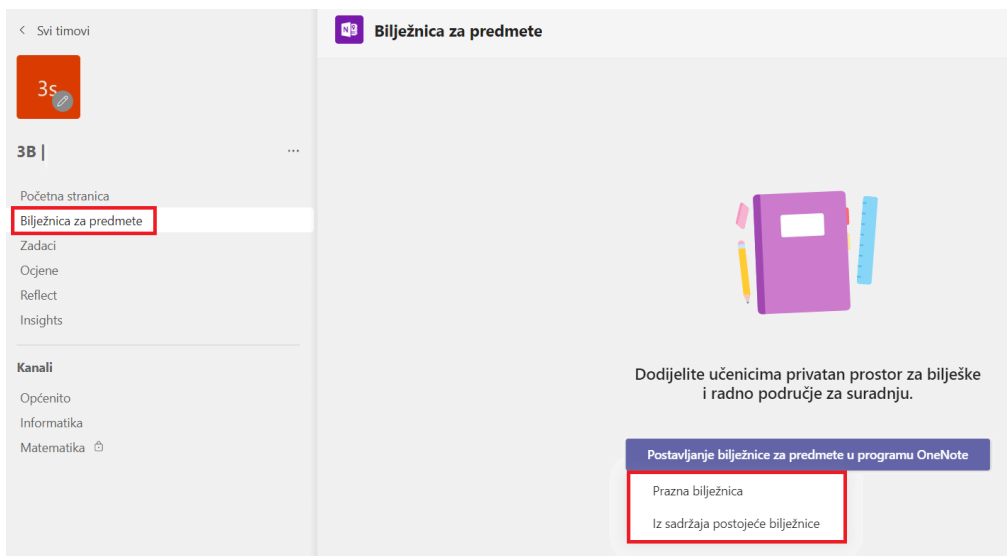 Svi timovi
3s
3B |
...
Početna stranica
Bilježnica za predmete
Zadaci
Ocjene
Reflect
Insights
Kanali
Općenito
Informatika
Matematika
N
Bilježnica za predmete
Dodijelite učenicima privatan prostor za bilješke
i radno područje za suradnju.
Postavljanje bilježnice za predmete u programu OneNote
Prazna bilježnica
Iz sadržaja postojeće bilježnice